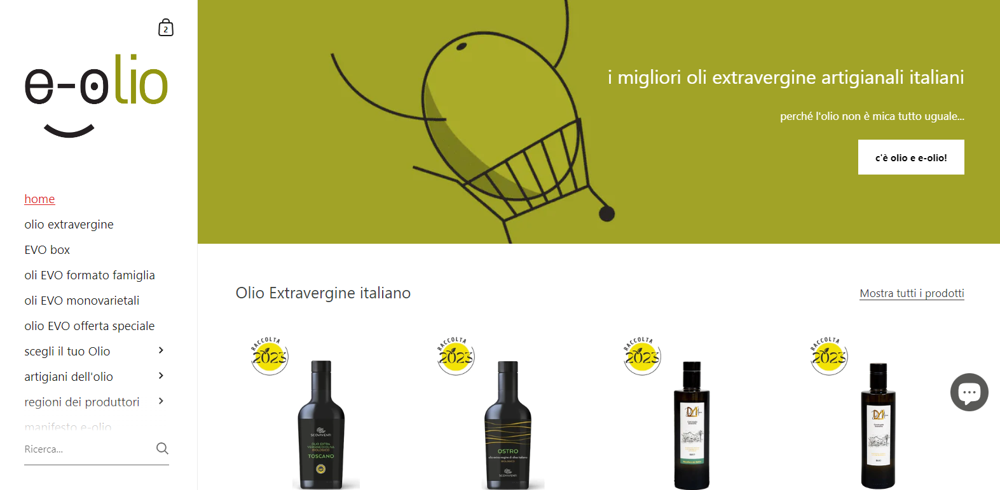 2
e-olio
home
olio extravergine
EVO box
oli EVO formato famiglia
oli EVO monovarietali
olio EVO offerta speciale
scegli il tuo Olio
artigiani dell'olio
regioni dei produttori
manifesto e-olio
Ricerca...
i migliori oli extravergine artigianali italiani
perché l'olio non è mica tutto uguale...
c'è olio e e-olio!
Olio Extravergine italiano
Mostra tutti i prodotti
RACCOLTA
2023
RACCOLTA
2023
RACCOLTA
2023
RACCOLTA
2023
SCOVAVENTI
OLIO EXTRA
VERGINE DI OLIVA
BIOLOGICO
TOSCANO
OSTRO
olio extra vergine di oliva italiano
BIOLOGICO
SCOVAVENTI